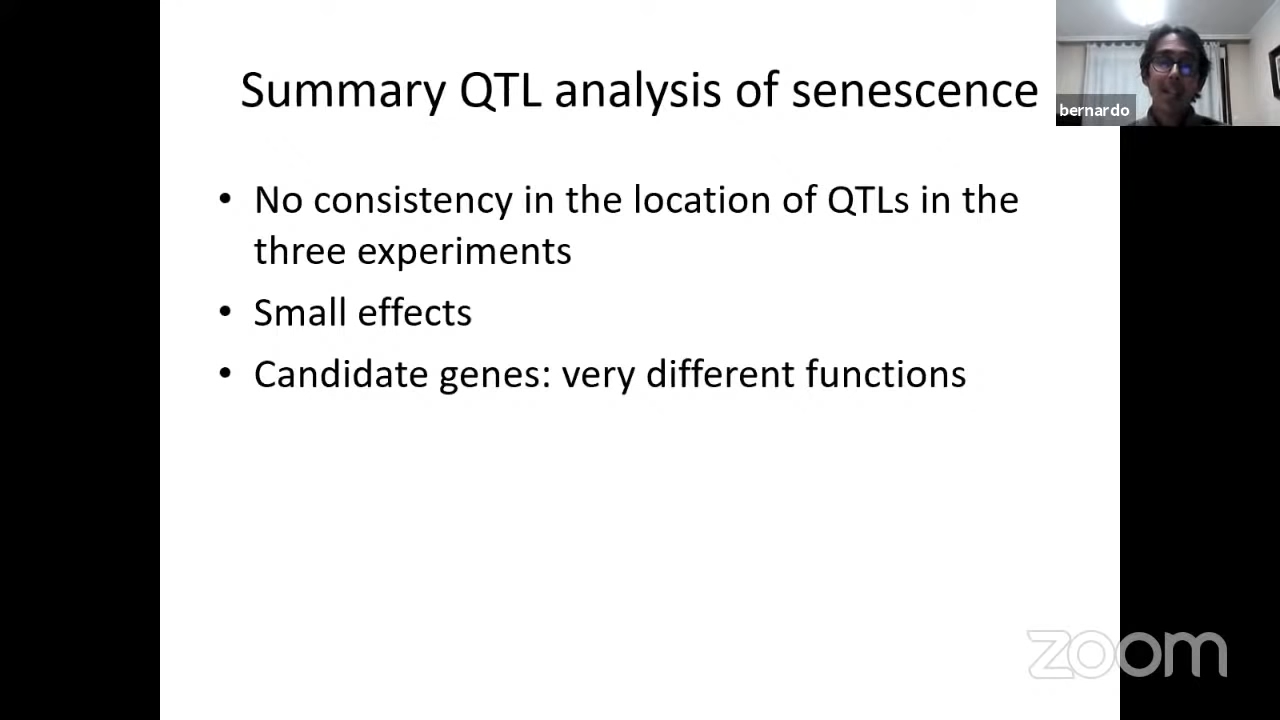 Summary QTL analysis of senescence
bernardo
• No consistency in the location of QTLs in the
three experiments
• Small effects
• Candidate genes: very different functions
zoom